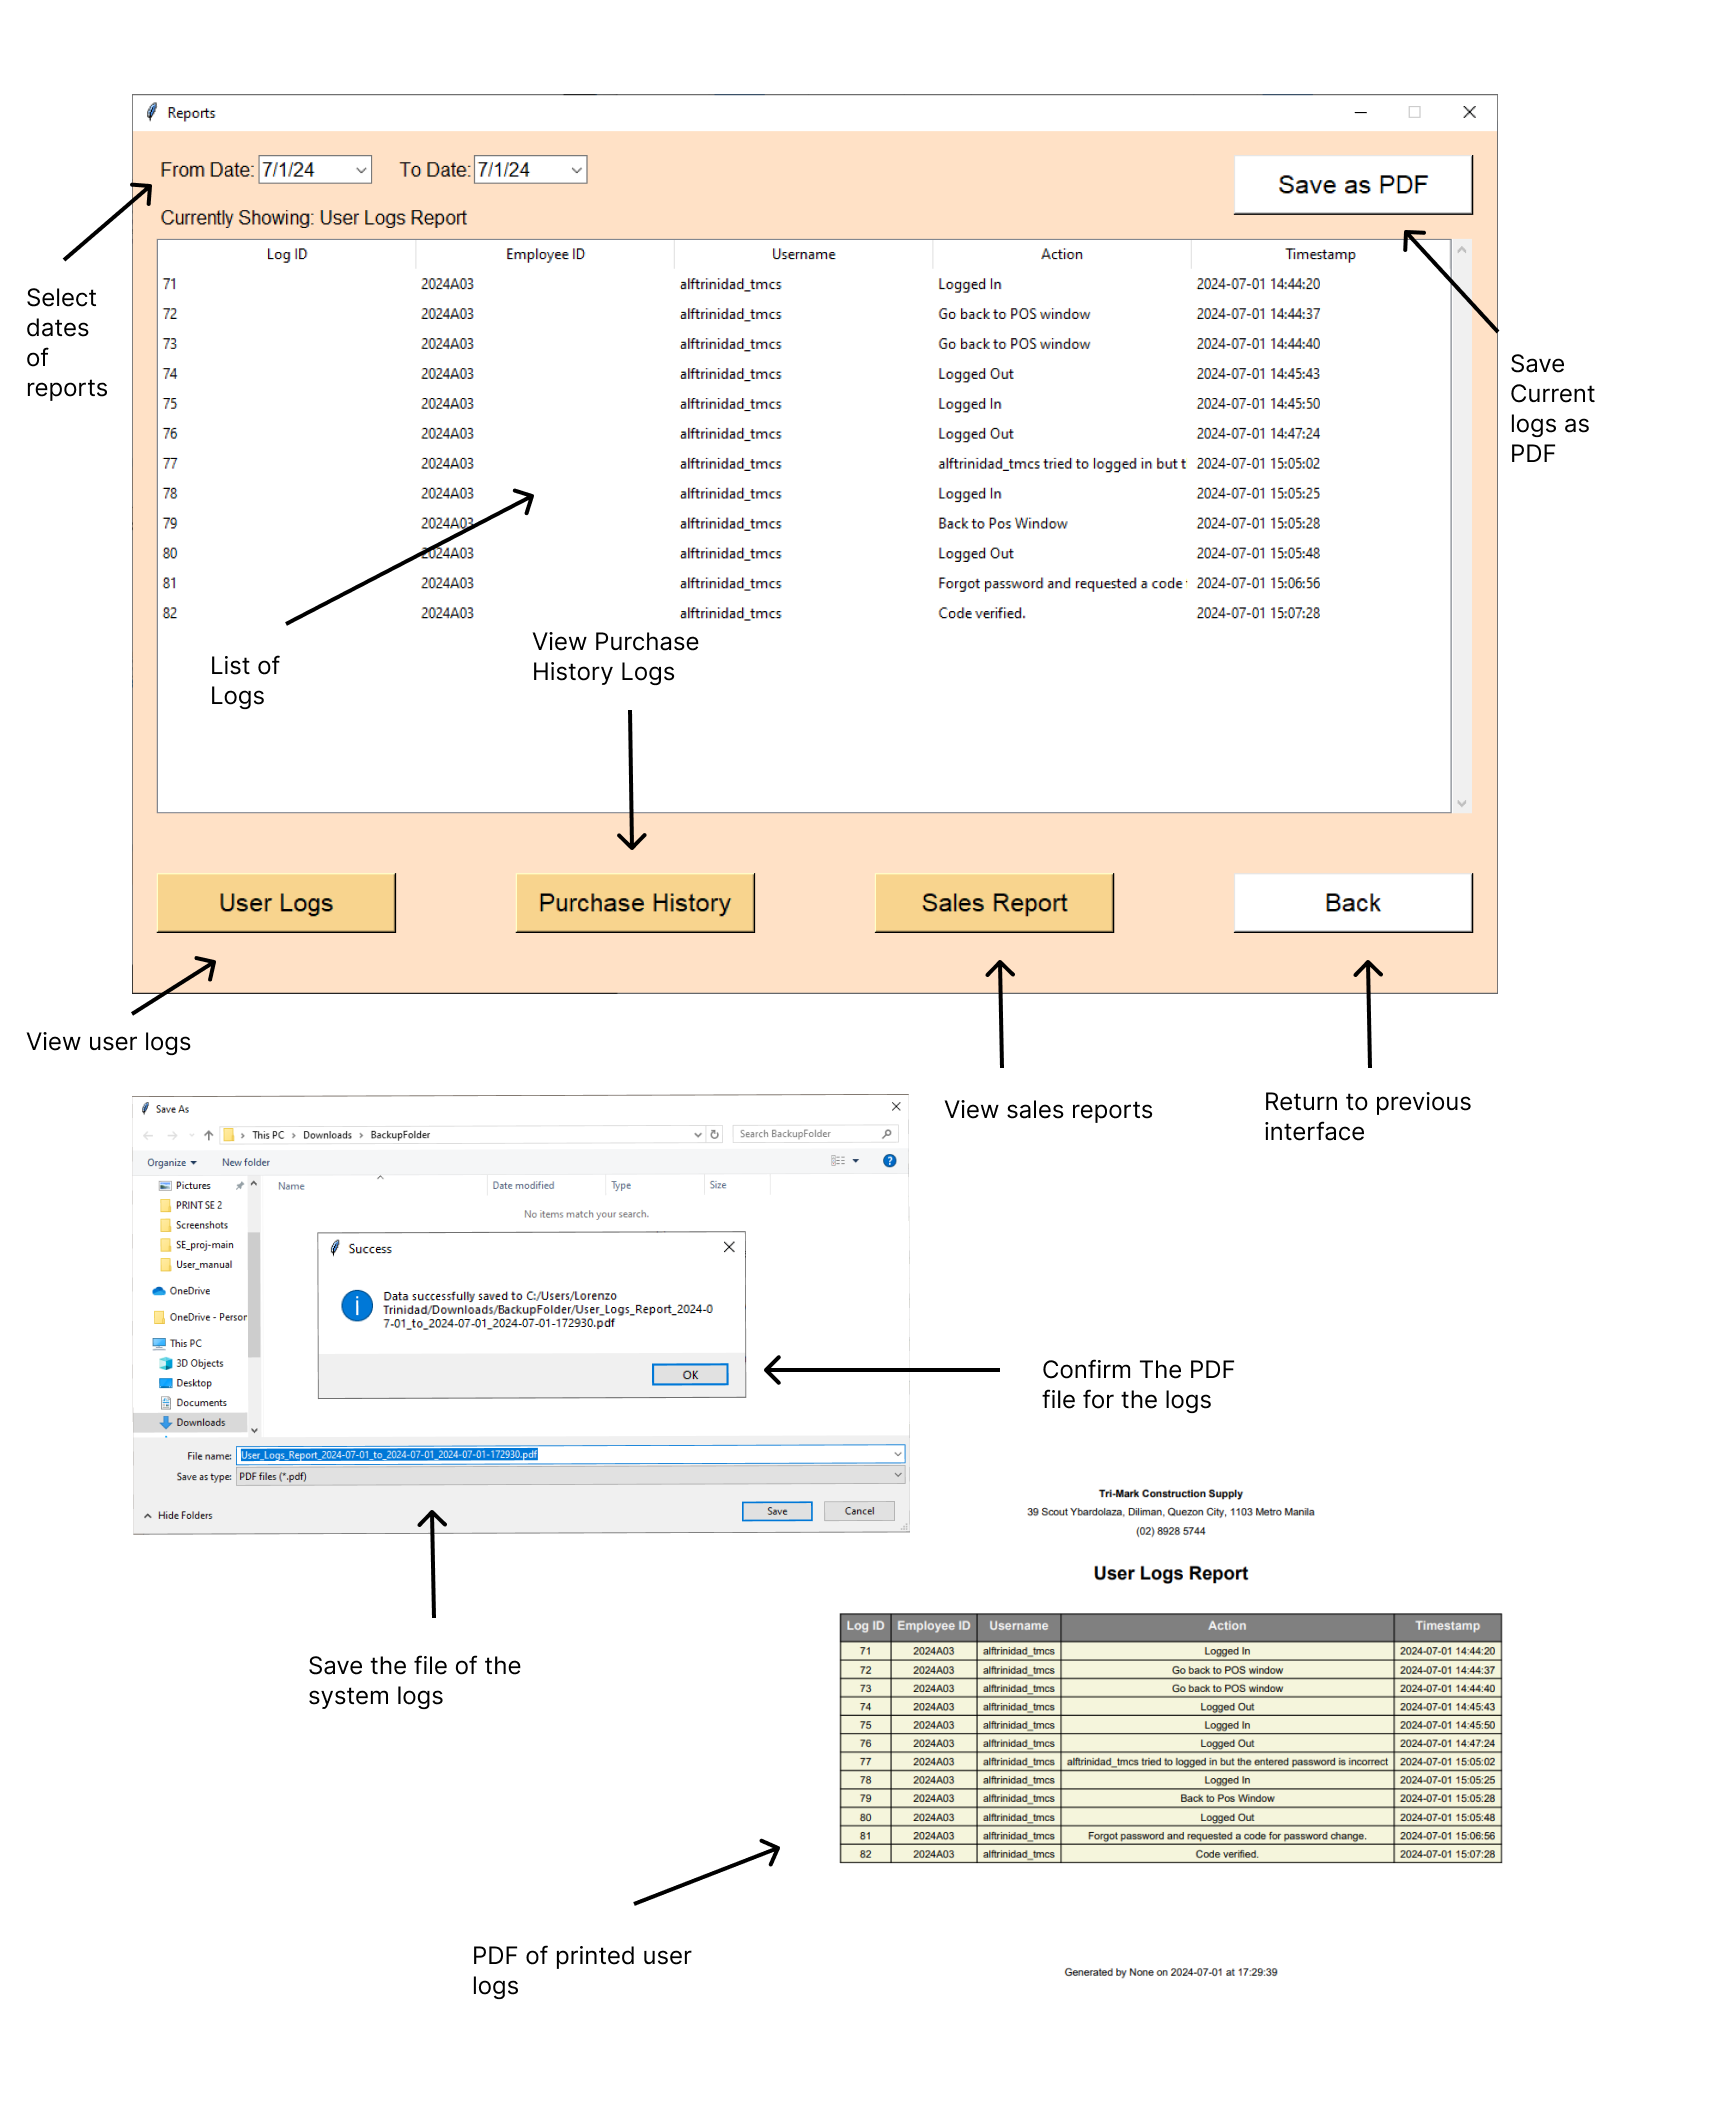 Reports
From Date: 7/1/24 To Date: 7/1/24
Save as PDF
Currently Showing: User Logs Report
Log ID Employee ID Username Action Timestamp
71 2024A03 alftrinidad_tmcs Logged In 2024-07-01 14:44:20
72 2024A03 alftrinidad_tmcs Go back to POS window 2024-07-01 14:44:37
73 2024A03 alftrinidad_tmcs Go back to POS window 2024-07-01 14:44:40
74 2024A03 alftrinidad_tmcs Logged Out 2024-07-01 14:45:43
75 2024A03 alftrinidad_tmcs Logged In 2024-07-01 14:45:50
76 2024A03 alftrinidad_tmcs Logged Out 2024-07-01 14:47:24
77 2024A03 alftrinidad_tmcs alftrinidad_tmcs tried to logged in but t 2024-07-01 15:05:02
78 2024A03 alftrinidad_tmcs Logged In 2024-07-01 15:05:25
79 2024A03 alftrinidad_tmcs Back to Pos Window 2024-07-01 15:05:28
80 2024A03 alftrinidad_tmcs Logged Out 2024-07-01 15:05:48
81 2024A03 alftrinidad_tmcs Forgot password and requested a code 2024-07-01 15:06:56
82 2024A03 alftrinidad_tmcs Code verified. 2024-07-01 15:07:28
Select
dates
of
reports
Save
Current
logs as
PDF
List of
Logs
View Purchase
History Logs
User Logs
Purchase History
Sales Report
Back
View user logs
View sales reports
Return to previous
interface
Save As
This PC > Downloads > BackupFolder
Search BackupFolder
Organize New folder
Name Date modified Type Size
No items match your search.
Pictures
PRINT SE 2
Screenshots
SE_proj-main
User_manual
OneDrive
OneDrive - Person
This PC
3D Objects
Desktop
Documents
Downloads
Success
Data successfully saved to C:/Users/Lorenzo
Trinidad/Downloads/BackupFolder/User_Logs_Report_2024-0
7-01_to_2024-07-01_2024-07-01-172930.pdf
OK
File name: User_Logs_Report_2024-07-01_to_2024-07-01_2024-07-01-172930.pdf
Save as type: PDF files (*.pdf)
Hide Folders
Save
Cancel
Confirm The PDF
file for the logs
Save the file of the
system logs
Tri-Mark Construction Supply
39 Scout Ybardolaza, Diliman, Quezon City, 1103 Metro Manila
(02) 8928 5744
User Logs Report
Log ID Employee ID Username Action Timestamp
71 2024A03 alftrinidad_tmcs Logged In 2024-07-01 14:44:20
72 2024A03 alftrinidad_tmcs Go back to POS window 2024-07-01 14:44:37
73 2024A03 alftrinidad_tmcs Go back to POS window 2024-07-01 14:44:40
74 2024A03 alftrinidad_tmcs Logged Out 2024-07-01 14:45:43
75 2024A03 alftrinidad_tmcs Logged In 2024-07-01 14:45:50
76 2024A03 alftrinidad_tmcs Logged Out 2024-07-01 14:47:24
77 2024A03 alftrinidad_tmcs alftrinidad_tmcs tried to logged in but the entered password is incorrect 2024-07-01 15:05:02
78 2024A03 alftrinidad_tmcs Logged In 2024-07-01 15:05:25
79 2024A03 alftrinidad_tmcs Back to Pos Window 2024-07-01 15:05:28
80 2024A03 alftrinidad_tmcs Logged Out 2024-07-01 15:05:48
81 2024A03 alftrinidad_tmcs Forgot password and requested a code for password change. 2024-07-01 15:06:56
82 2024A03 alftrinidad_tmcs Code verified. 2024-07-01 15:07:28
PDF of printed user
logs
Generated by None on 2024-07-01 at 17:29:39